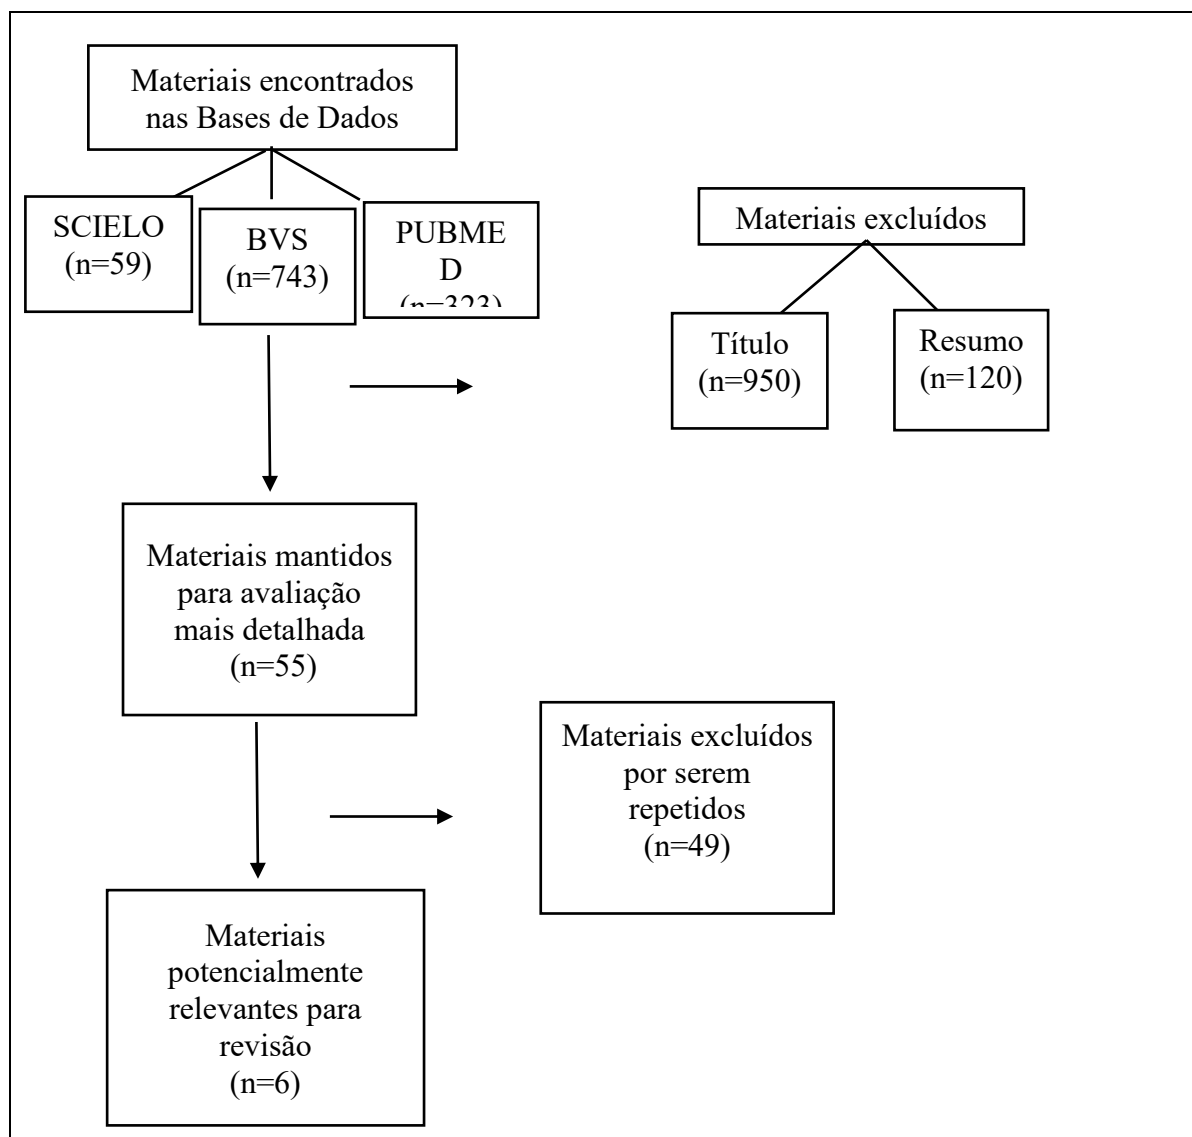 Materiais encontrados
nas Bases de Dados
SCIELO
(n=59)
BVS
(n=743)
PUBME
D
(n=323)
Materiais excluídos
Título
(n=950)
Resumo
(n=120)
Materiais mantidos
para avaliação
mais detalhada
(n=55)
Materiais excluídos
por serem
repetidos
(n=49)
Materiais
potencialmente
relevantes para
revisão
(n=6)